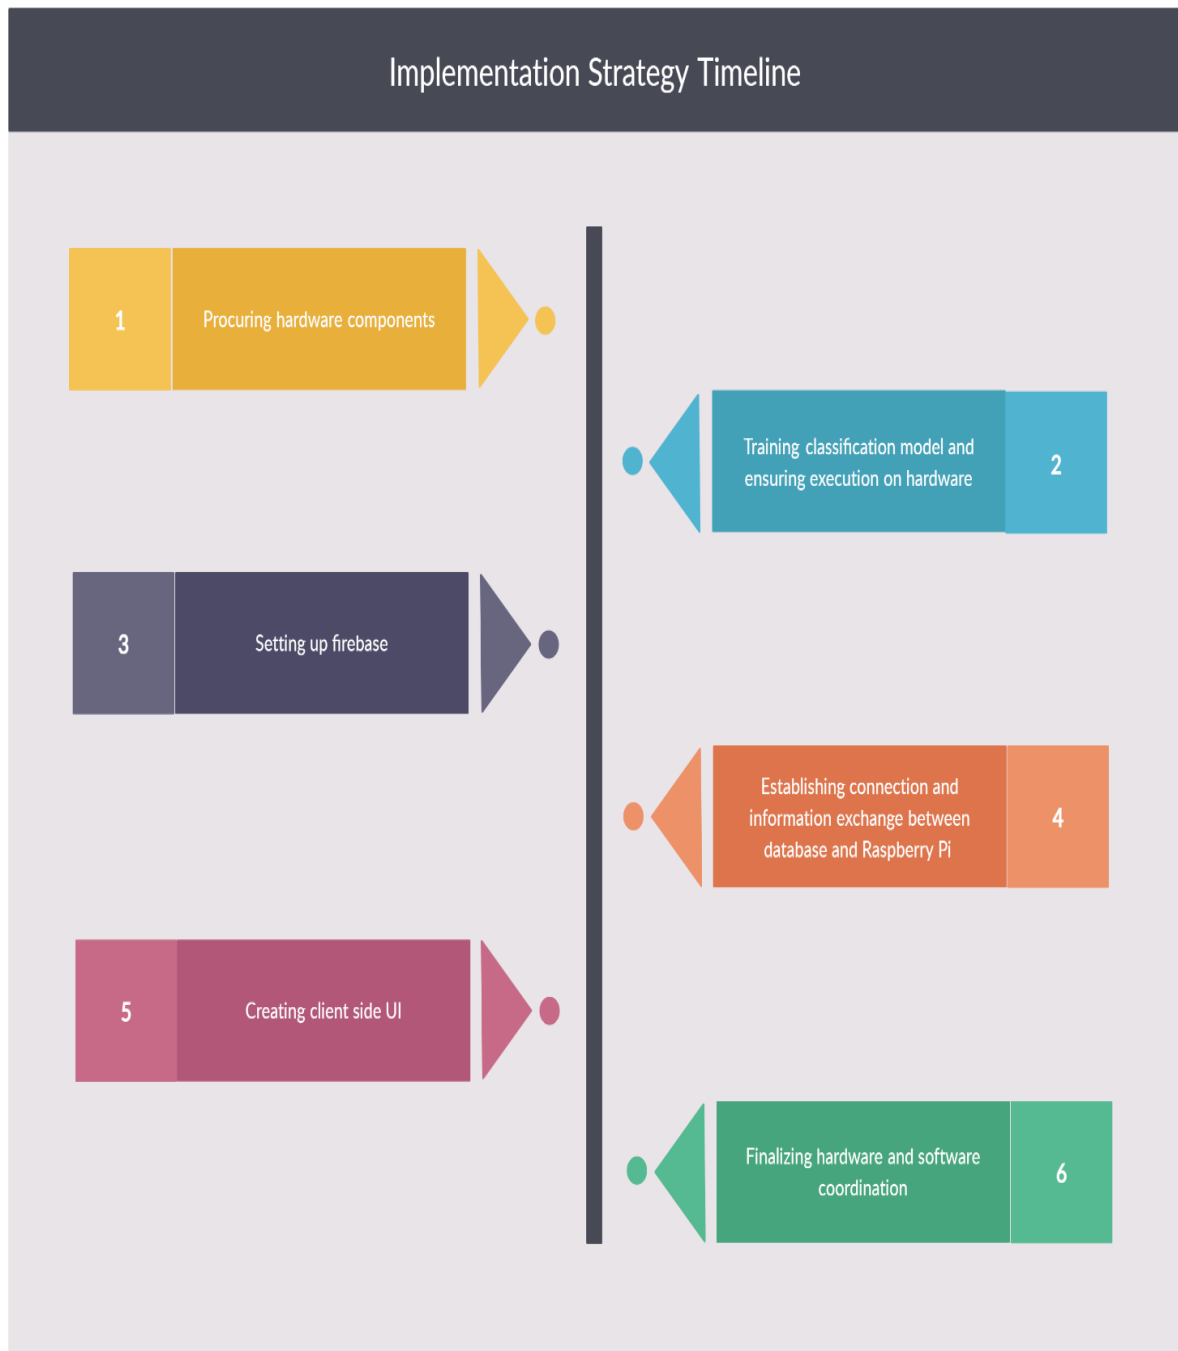 Implementation Strategy Timeline
1
Procuring hardware components
Training classification model and
ensuring execution on hardware
2
3
Setting up firebase
Establishing connection and
information exchange between
database and Raspberry Pi
4
5
Creating client side UI
Finalizing hardware and software
coordination
6